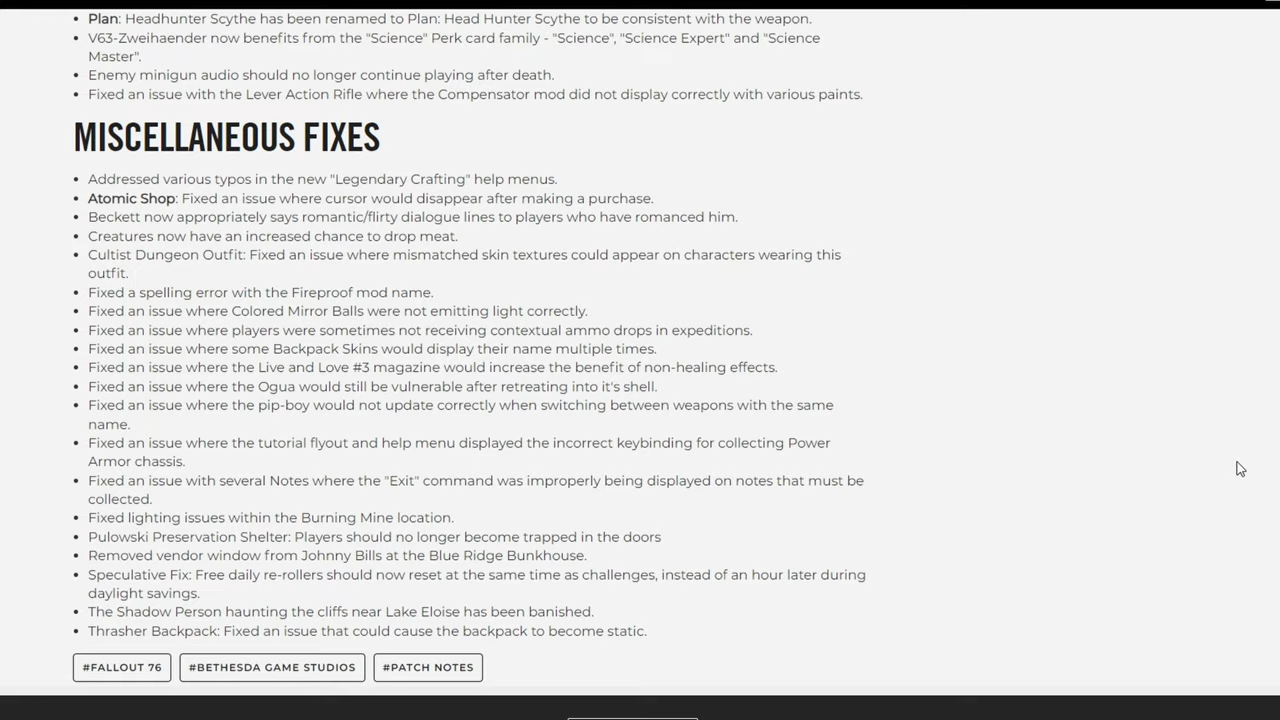 • Plan: Headhunter Scythe has been renamed to Plan: Head Hunter Scythe to be consistent with the weapon.
• V63-Zweihaender now benefits from the "Science" Perk card family - "Science", "Science Expert" and "Science
Master".
• Enemy minigun audio should no longer continue playing after death.
• Fixed an issue with the Lever Action Rifle where the Compensator mod did not display correctly with various paints.
MISCELLANEOUS FIXES
• Addressed various typos in the new "Legendary Crafting" help menus.
• Atomic Shop: Fixed an issue where cursor would disappear after making a purchase.
• Beckett now appropriately says romantic/flirty dialogue lines to players who have romanced him.
• Creatures now have an increased chance to drop meat.
• Cultist Dungeon Outfit: Fixed an issue where mismatched skin textures could appear on characters wearing this
outfit.
• Fixed a spelling error with the Fireproof mod name.
• Fixed an issue where Colored Mirror Balls were not emitting light correctly.
• Fixed an issue where players were sometimes not receiving contextual ammo drops in expeditions.
• Fixed an issue where some Backpack Skins would display their name multiple times.
• Fixed an issue where the Live and Love #3 magazine would increase the benefit of non-healing effects.
• Fixed an issue where the Ogua would still be vulnerable after retreating into it's shell.
• Fixed an issue where the pip-boy would not update correctly when switching between weapons with the same
name.
• Fixed an issue where the tutorial flyout and help menu displayed the incorrect keybinding for collecting Power
Armor chassis.
• Fixed an issue with several Notes where the "Exit" command was improperly being displayed on notes that must be
collected.
• Fixed lighting issues within the Burning Mine location.
• Pulowski Preservation Shelter: Players should no longer become trapped in the doors
• Removed vendor window from Johnny Bills at the Blue Ridge Bunkhouse.
• Speculative Fix: Free daily re-rollers should now reset at the same time as challenges, instead of an hour later during
daylight savings.
• The Shadow Person haunting the cliffs near Lake Eloise has been banished.
• Thrasher Backpack: Fixed an issue that could cause the backpack to become static.
#FALLOUT 76 #BETHESDA GAME STUDIOS #PATCH NOTES